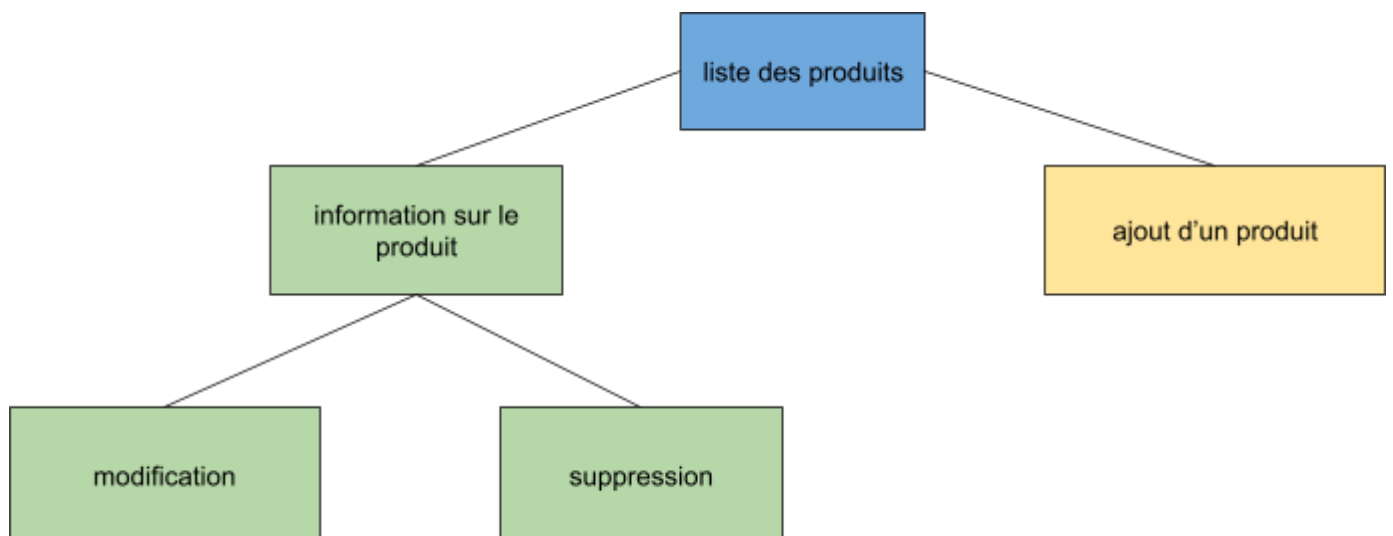 liste des produits
information sur le
produit
ajout d’un produit
modification
suppression